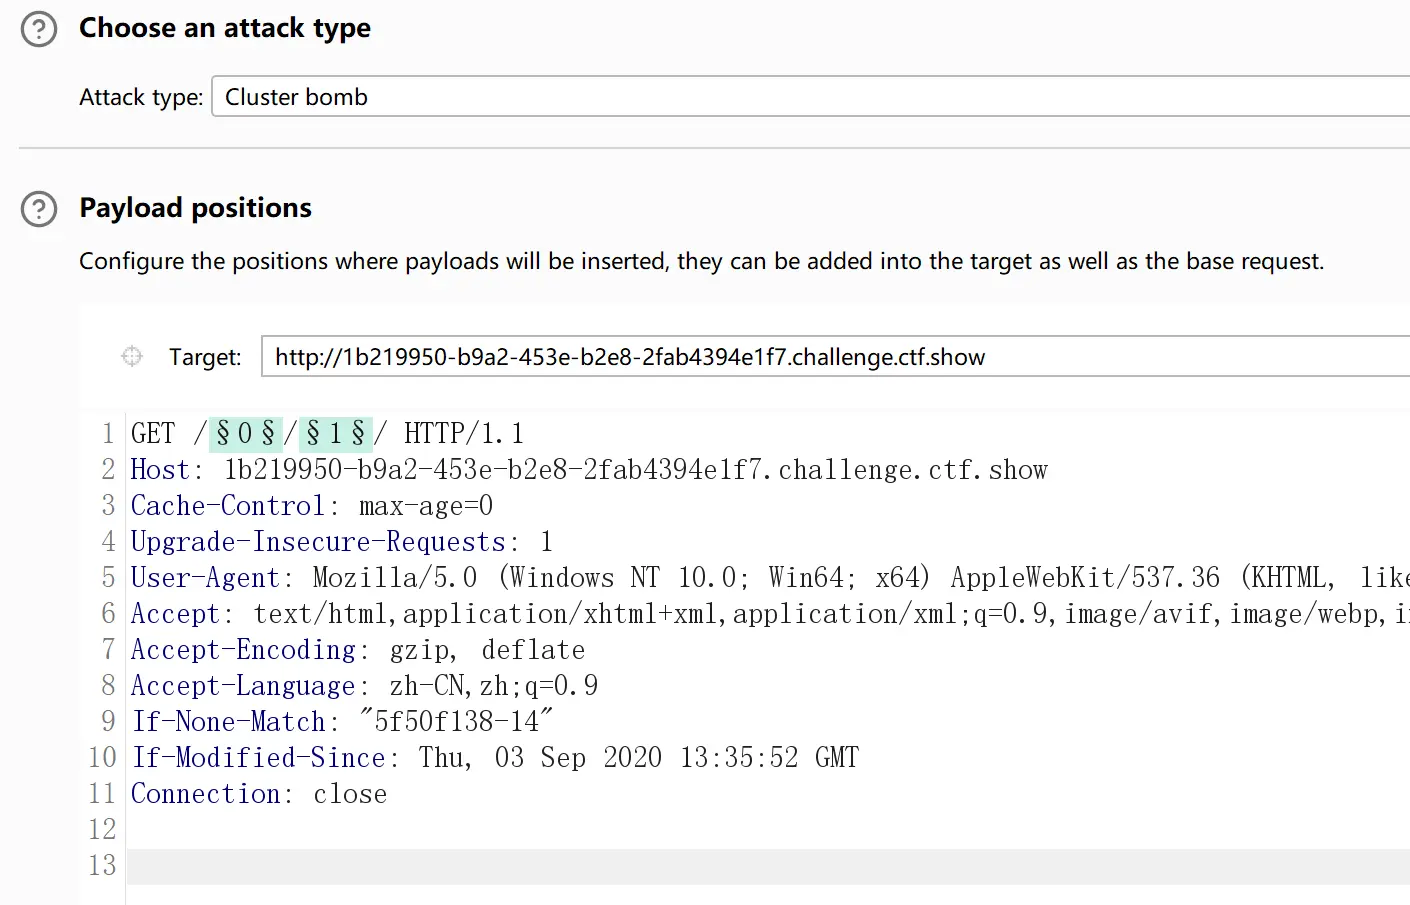 Choose an attack type
Attack type: Cluster bomb
Payload positions
Configure the positions where payloads will be inserted, they can be added into the target as well as the base request.
Target: http://1b219950-b9a2-453e-b2e8-2fab4394e1f7.challenge.ctf.show
1 GET /§0§/§1§/ HTTP/1.1
2 Host: 1b219950-b9a2-453e-b2e8-2fab4394e1f7.challenge.ctf.show
3 Cache-Control: max-age=0
4 Upgrade-Insecure-Requests: 1
5 User-Agent: Mozilla/5.0 (Windows NT 10.0; Win64; x64) AppleWebKit/537.36 (KHTML, like
6 Accept: text/html,application/xhtml+xml,application/xml;q=0.9,image/avif,image/webp,
7 Accept-Encoding: gzip, deflate
8 Accept-Language: zh-CN,zh;q=0.9
9 If-None-Match: "5f50f138-14"
10 If-Modified-Since: Thu, 03 Sep 2020 13:35:52 GMT
11 Connection: close
12
13